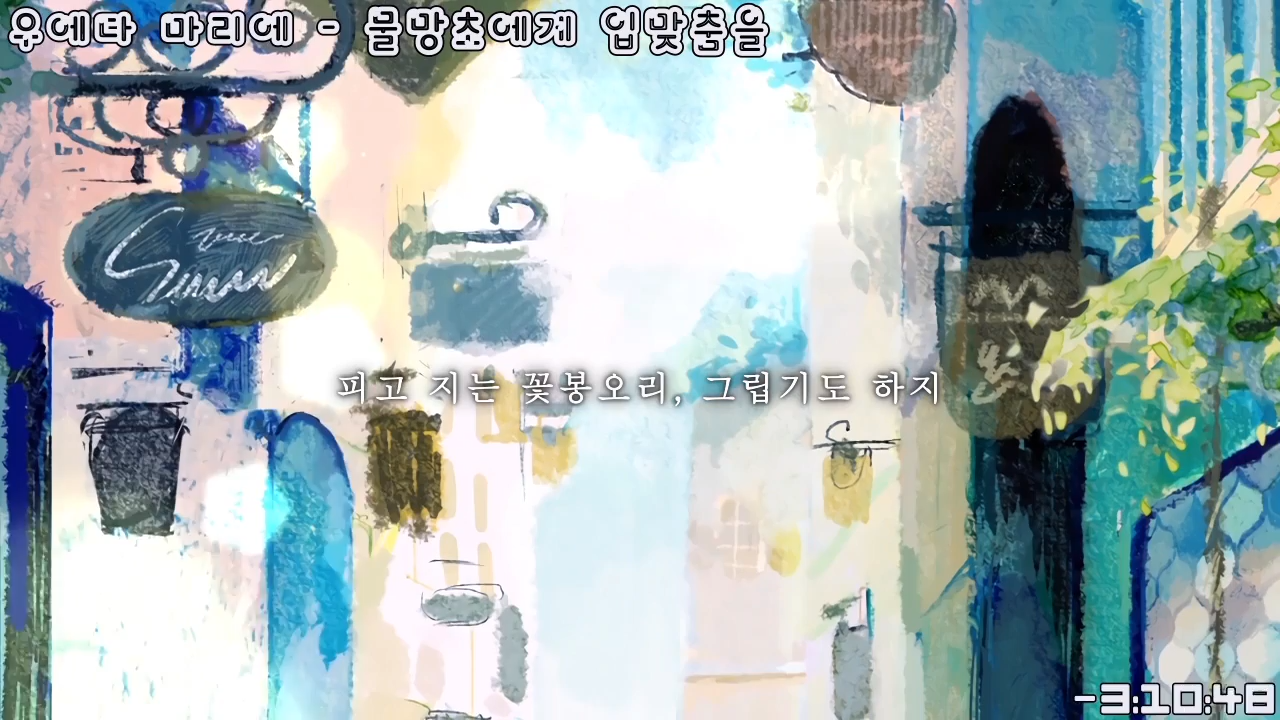 우에다 마리에 - 물망초에게 입맞춤을
피고 지는 꽃봉오리, 그립기도 하지
-3:10:48